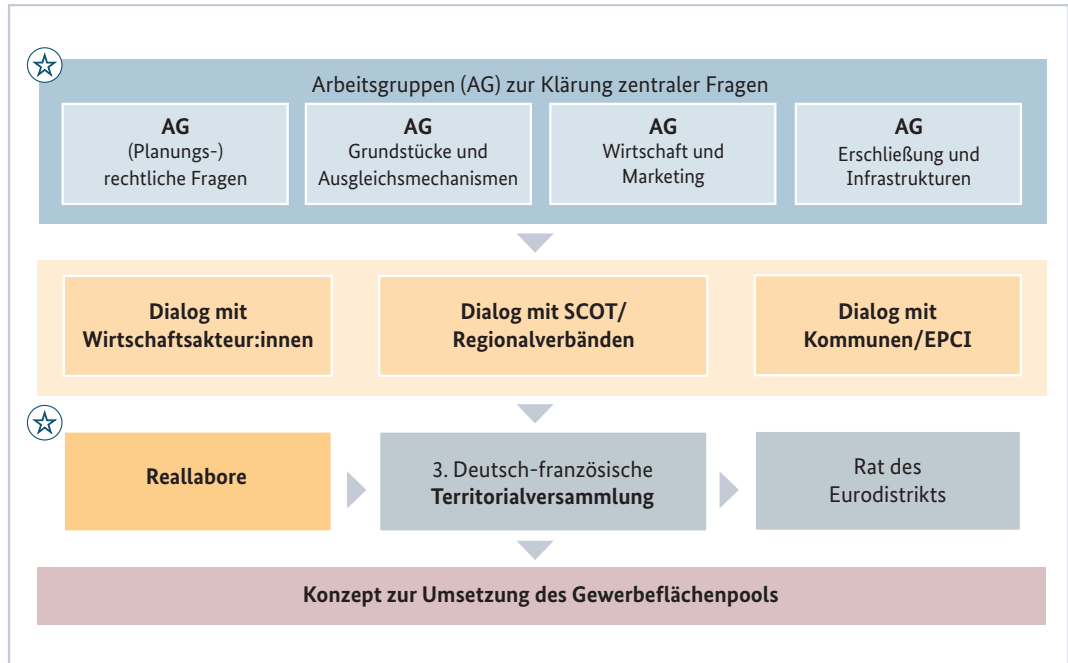 Arbeitsgruppen (AG) zur Klärung zentraler Fragen
AG
(Planungs-)
rechtliche Fragen
AG
Grundstücke und
Ausgleichsmechanismen
AG
Wirtschaft und
Marketing
AG
Erschließung und
Infrastrukturen
Dialog mit
Wirtschaftsakteur:innen
Dialog mit SCOT/
Regionalverbänden
Dialog mit
Kommunen/EPCI
Reallabore
3. Deutsch-französische
Territorialversammlung
Rat des
Eurodistrikts
Konzept zur Umsetzung des Gewerbeflächenpools